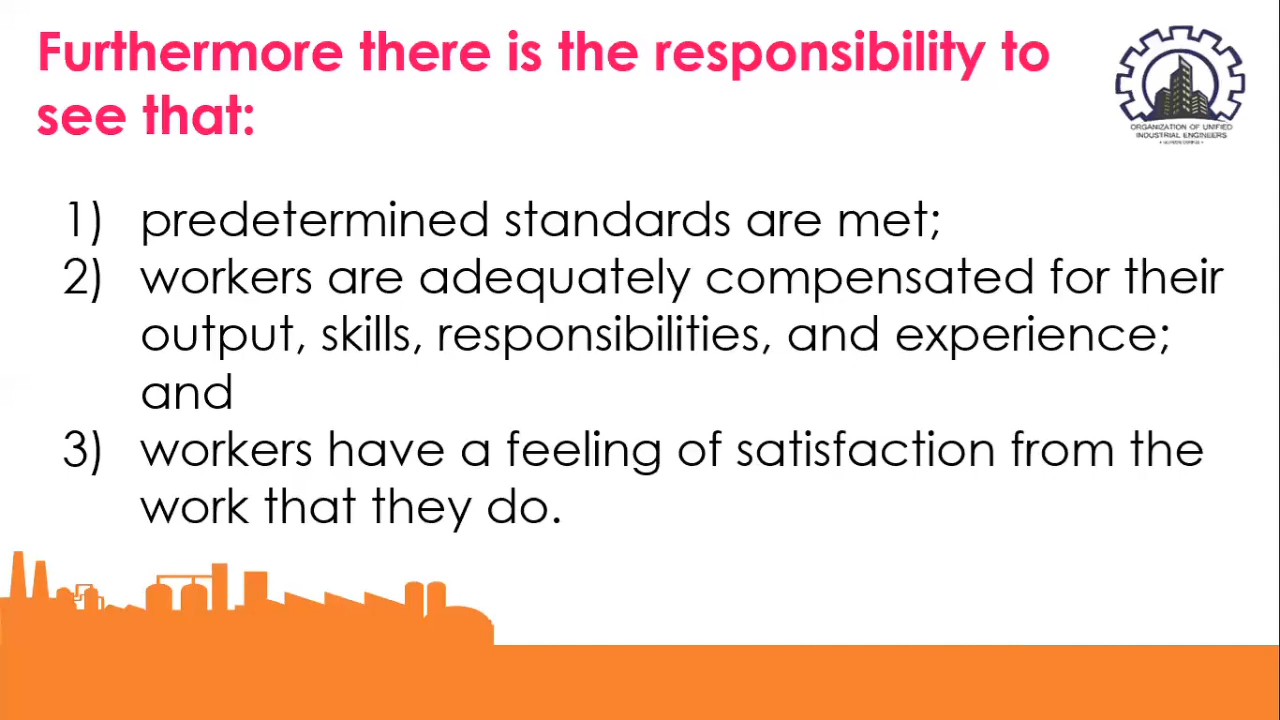 Furthermore there is the responsibility to
see that:
ORGANIZATION OF UNIFIED
INDUSTRIAL ENGINEERS
1) predetermined standards are met;
2) workers are adequately compensated for their
output, skills, responsibilities, and experience;
and
3) workers have a feeling of satisfaction from the
work that they do.